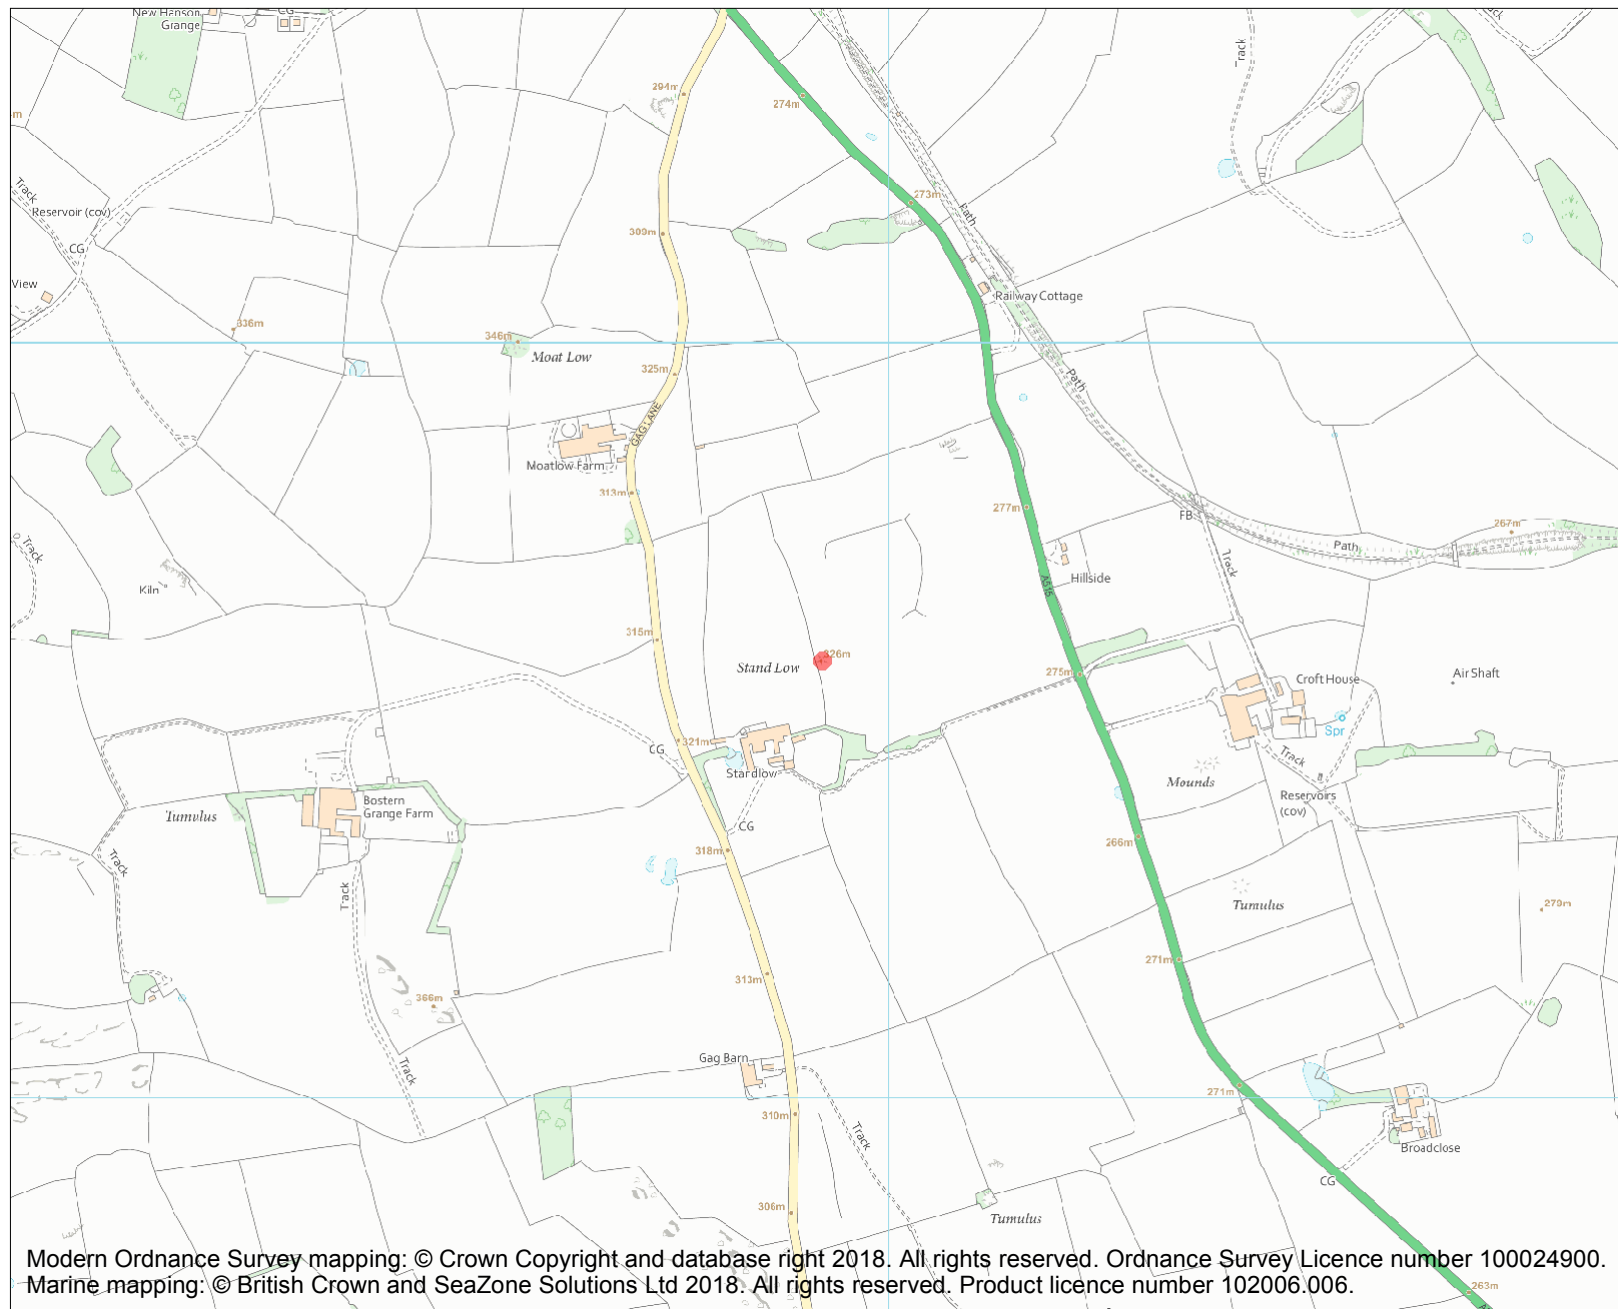 New Hanson
Grange
CG
294m
274m
Track
Track
m
Track
Reservoir (cov)
CG
309m
273m
Path
View
Railway Cottage
336m
346m
Moat Low
325m
Path
GAG LANE
Moatlow Farm
313m
277m
FB
267m
Path
Track
Track
Kiln
Hillside
A515
315m
Stand Low
326m
275m
Croft House
Air Shaft
Spr
CG
321m
Standlow
Track
Mounds
Reservoirs
(cov)
Tumulus
Bostern
Grange Farm
CG
318m
266m
Track
Track
Tumulus
279m
271m
313m
366m
Gag Barn
Track
271m
310m
Track
Broadclose
CG
306m
Tumulus
Modern Ordnance Survey mapping: © Crown Copyright and database right 2018. All rights reserved. Ordnance Survey Licence number 100024900.
Marine mapping: © British Crown and SeaZone Solutions Ltd 2018. All rights reserved. Product licence number 102006.006.
263m